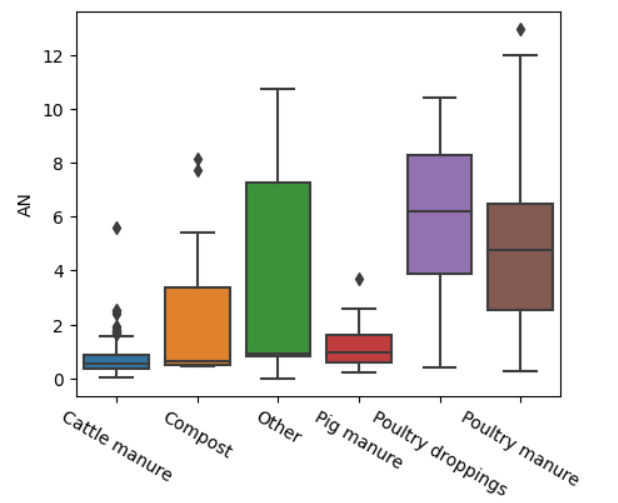 12
10
8
6
4
2
0
AN
Cattle manure
Compost
Other
Pig manure
Poultry droppings
Poultry manure